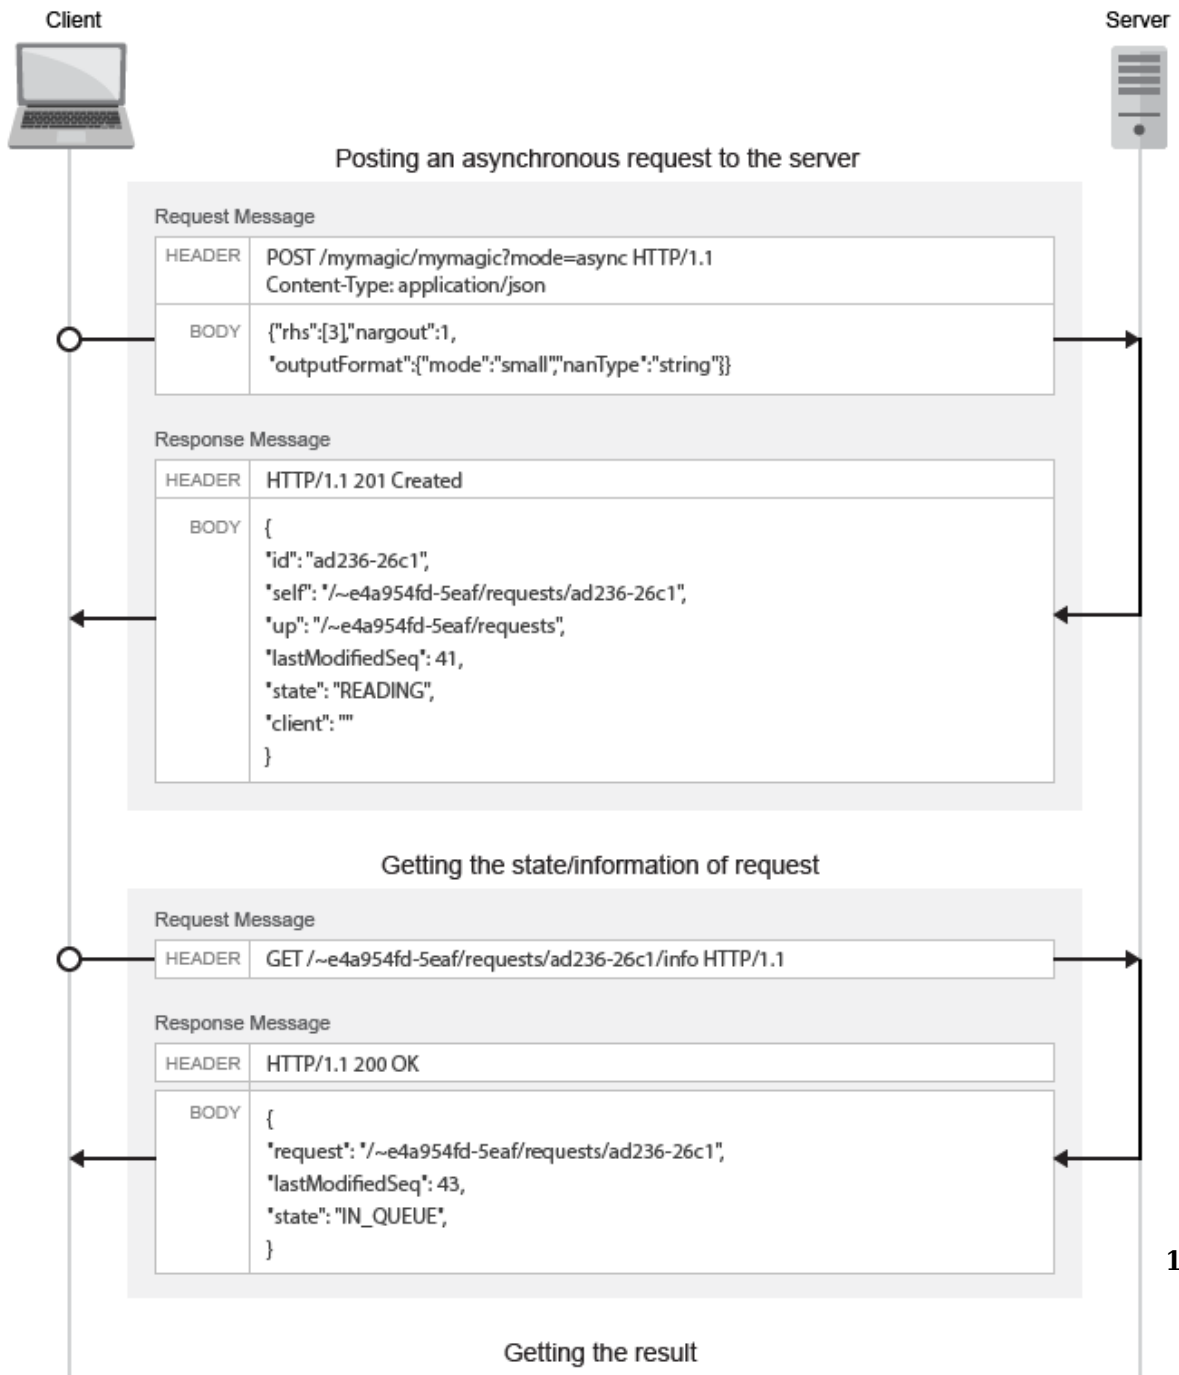 Client
Server
Posting an asynchronous request to the server
Request Message
HEADER
POST /mymagic/mymagic?mode=async HTTP/1.1
Content-Type: application/json
BODY
{"rhs":[3],"nargout":1,
"outputFormat":{"mode":"small","nanType":"string"}}
Response Message
HEADER
HTTP/1.1 201 Created
BODY
{
"id": "ad236-26c1",
"self": "/~e4a954fd-5eaf/requests/ad236-26c1",
"up": "/~e4a954fd-5eaf/requests",
"lastModifiedSeq": 41,
"state": "READING",
"client": ""
}
Getting the state/information of request
Request Message
HEADER
GET /~e4a954fd-5eaf/requests/ad236-26c1/info HTTP/1.1
Response Message
HEADER
HTTP/1.1 200 OK
BODY
{
"request": "/~e4a954fd-5eaf/requests/ad236-26c1",
"lastModifiedSeq": 43,
"state": "IN_QUEUE",
}
1
Getting the result